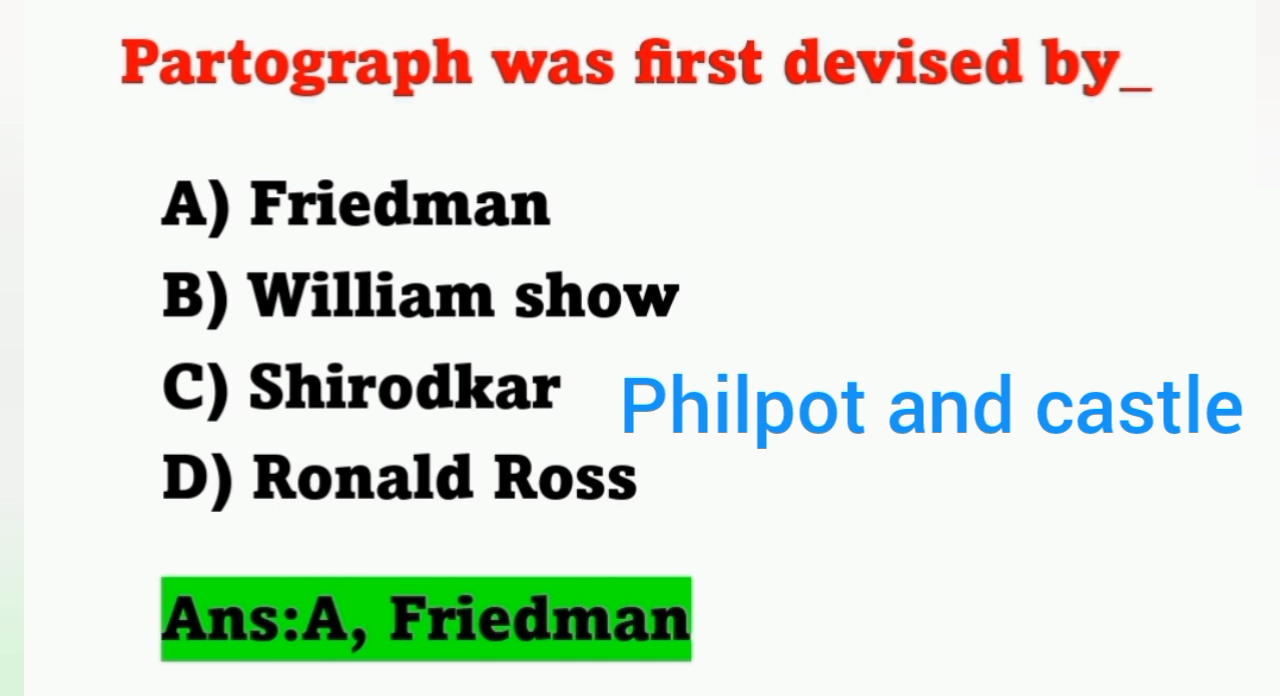 Partograph was first devised by_
A) Friedman
B) William show
C) Shirodkar
Philpot and castle
D) Ronald Ross
Ans:A, Friedman